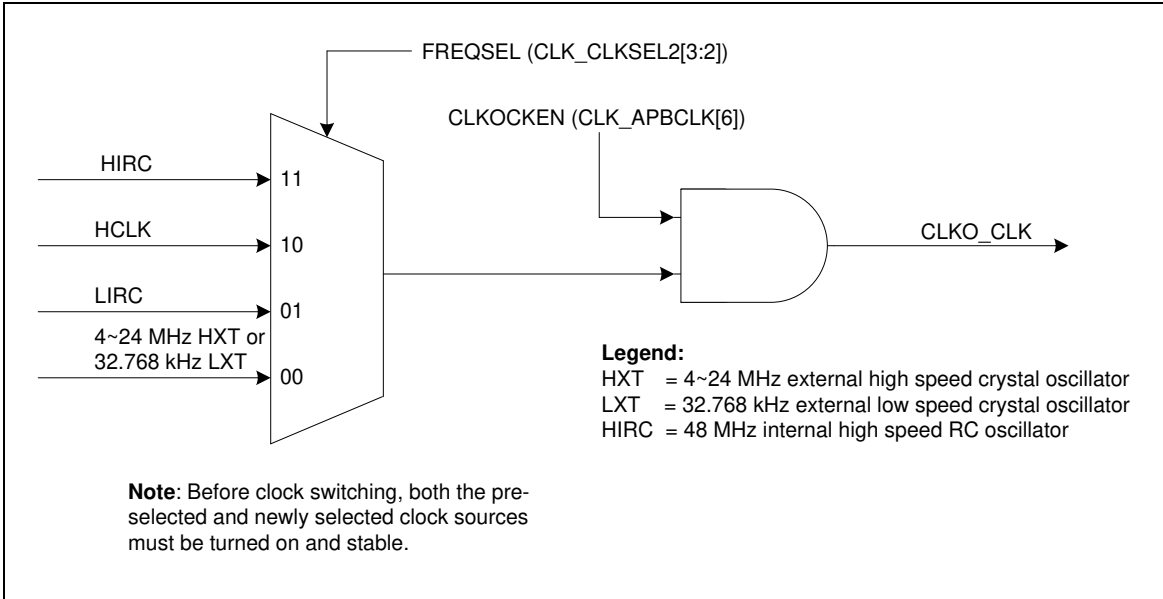 FREQSEL (CLK_CLKSEL2[3:2])
CLKOCKEN (CLK_APBCLK[6])
HIRC
11
HCLK
10
CLKO_CLK
LIRC
01
4~24 MHz HXT or
32.768 kHz LXT
00
Legend:
HXT = 4~24 MHz external high speed crystal oscillator
LXT = 32.768 kHz external low speed crystal oscillator
HIRC = 48 MHz internal high speed RC oscillator
Note: Before clock switching, both the pre-
selected and newly selected clock sources
must be turned on and stable.